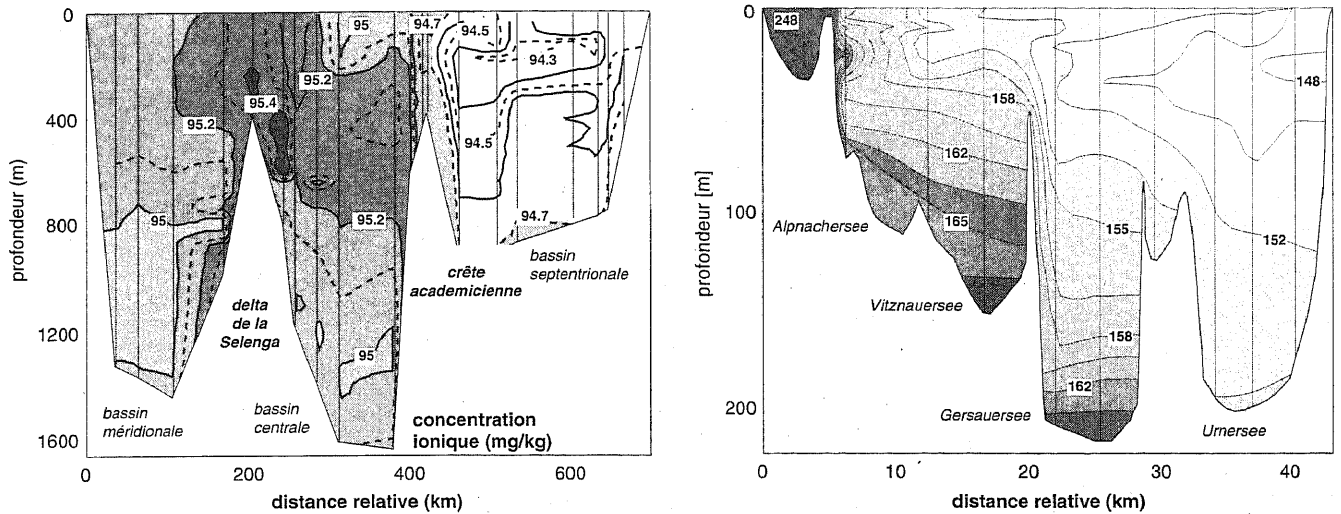 0
400
800
1200
1600
profondeur (m)
95
94.7
94.5
94.3
95.2
95.4
95.2
94.5
95
95.2
94.7
95
bassin
septentrionale
crête
academicienne
delta
de la
Selenga
bassin
méridionale
bassin
centrale
concentration
ionique (mg/kg)
0
200
400
600
distance relative (km)
0
100
200
profondeur [m]
248
148
158
162
165
155
152
158
162
Alpnachersee
Vitznauersee
Gersauersee
Urnersee
0
10
20
30
40
distance relative (km)